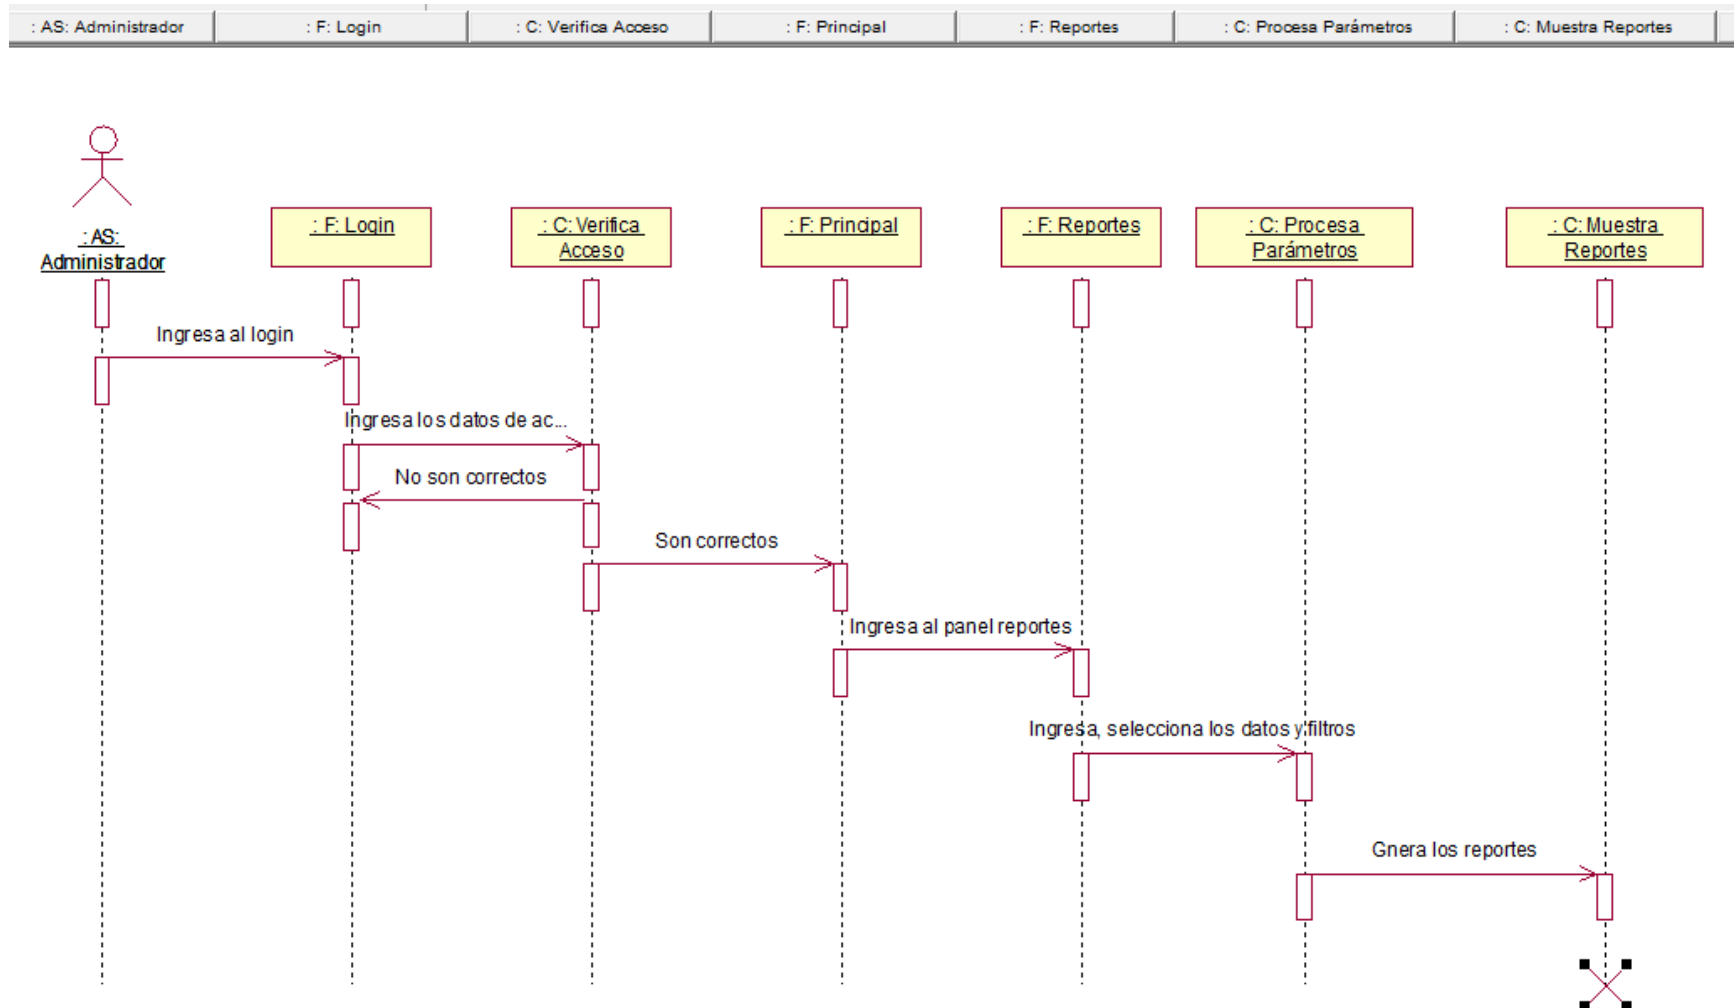 : AS: Administrador
: F: Login
: C: Verifica Acceso
: F: Principal
: F: Reportes
: C: Procesa Parámetros
: C: Muestra Reportes
: AS:
Administrador
: F: Login
: C: Verifica
Acceso
: F: Principal
: F: Reportes
: C: Procesa
Parámetros
: C: Muestra
Reportes
Ingresa al login
Ingresa los datos de ac...
No son correctos
Son correctos
Ingresa al panel reportes
Ingresa, selecciona los datos y filtros
Gnera los reportes